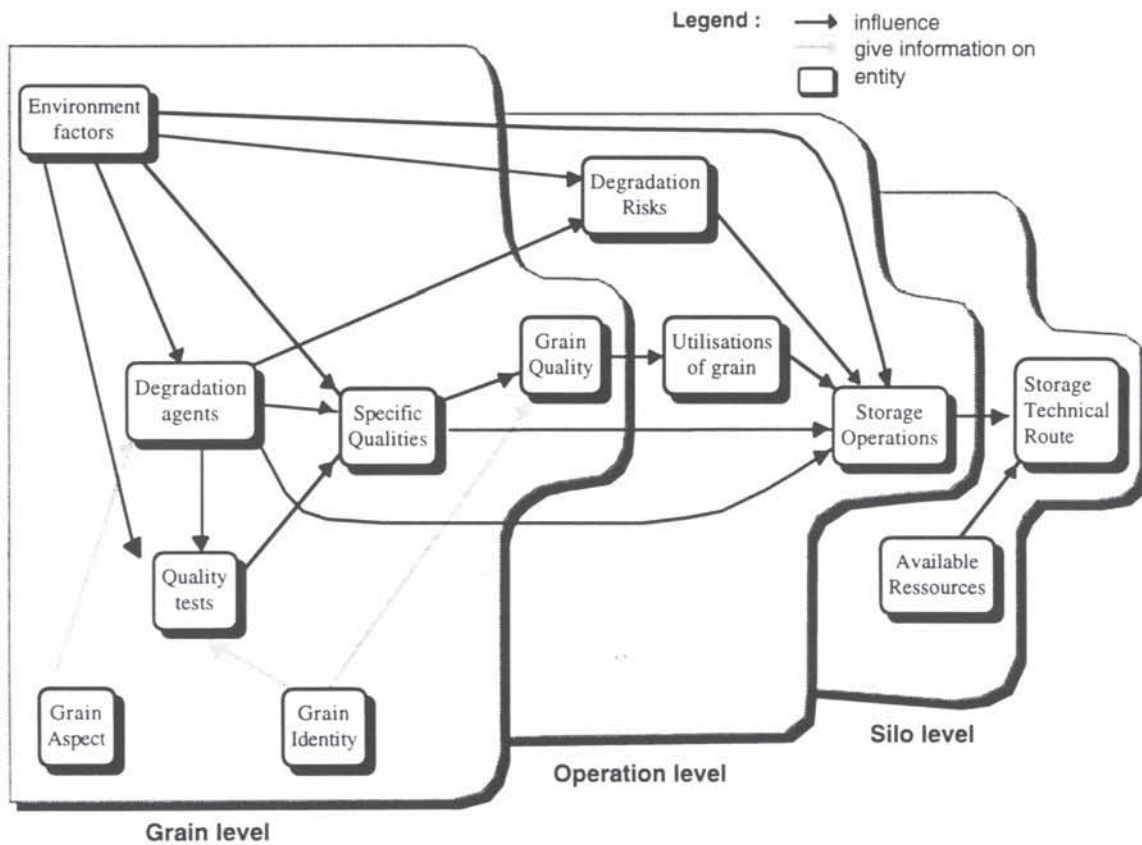 Legend :
influence
give information on
entity
Environment
factors
Degradation
Risks
Degradation
agents
Specific
Qualities
Grain
Quality
Utilisations
of grain
Storage
Operations
Storage
Technical
Route
Quality
tests
Available
Ressources
Grain
Aspect
Grain
Identity
Silo level
Operation level
Grain level